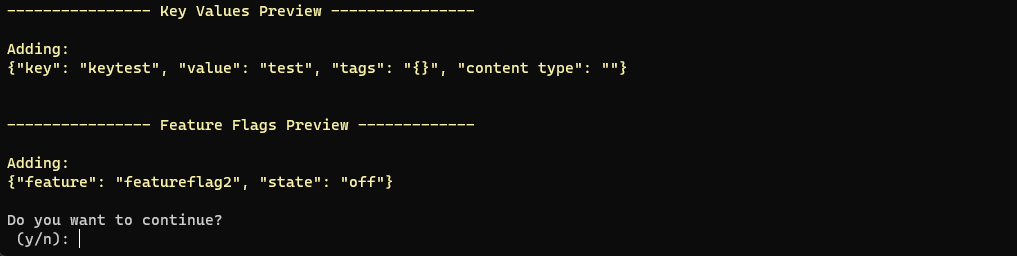 ---------------- Key Values Preview ----------------
Adding:
{"key": "keytest", "value": "test", "tags": "{}", "content type": ""}
---------------- Feature Flags Preview -------------
Adding:
{"feature": "featureflag2", "state": "off"}
Do you want to continue?
(y/n):